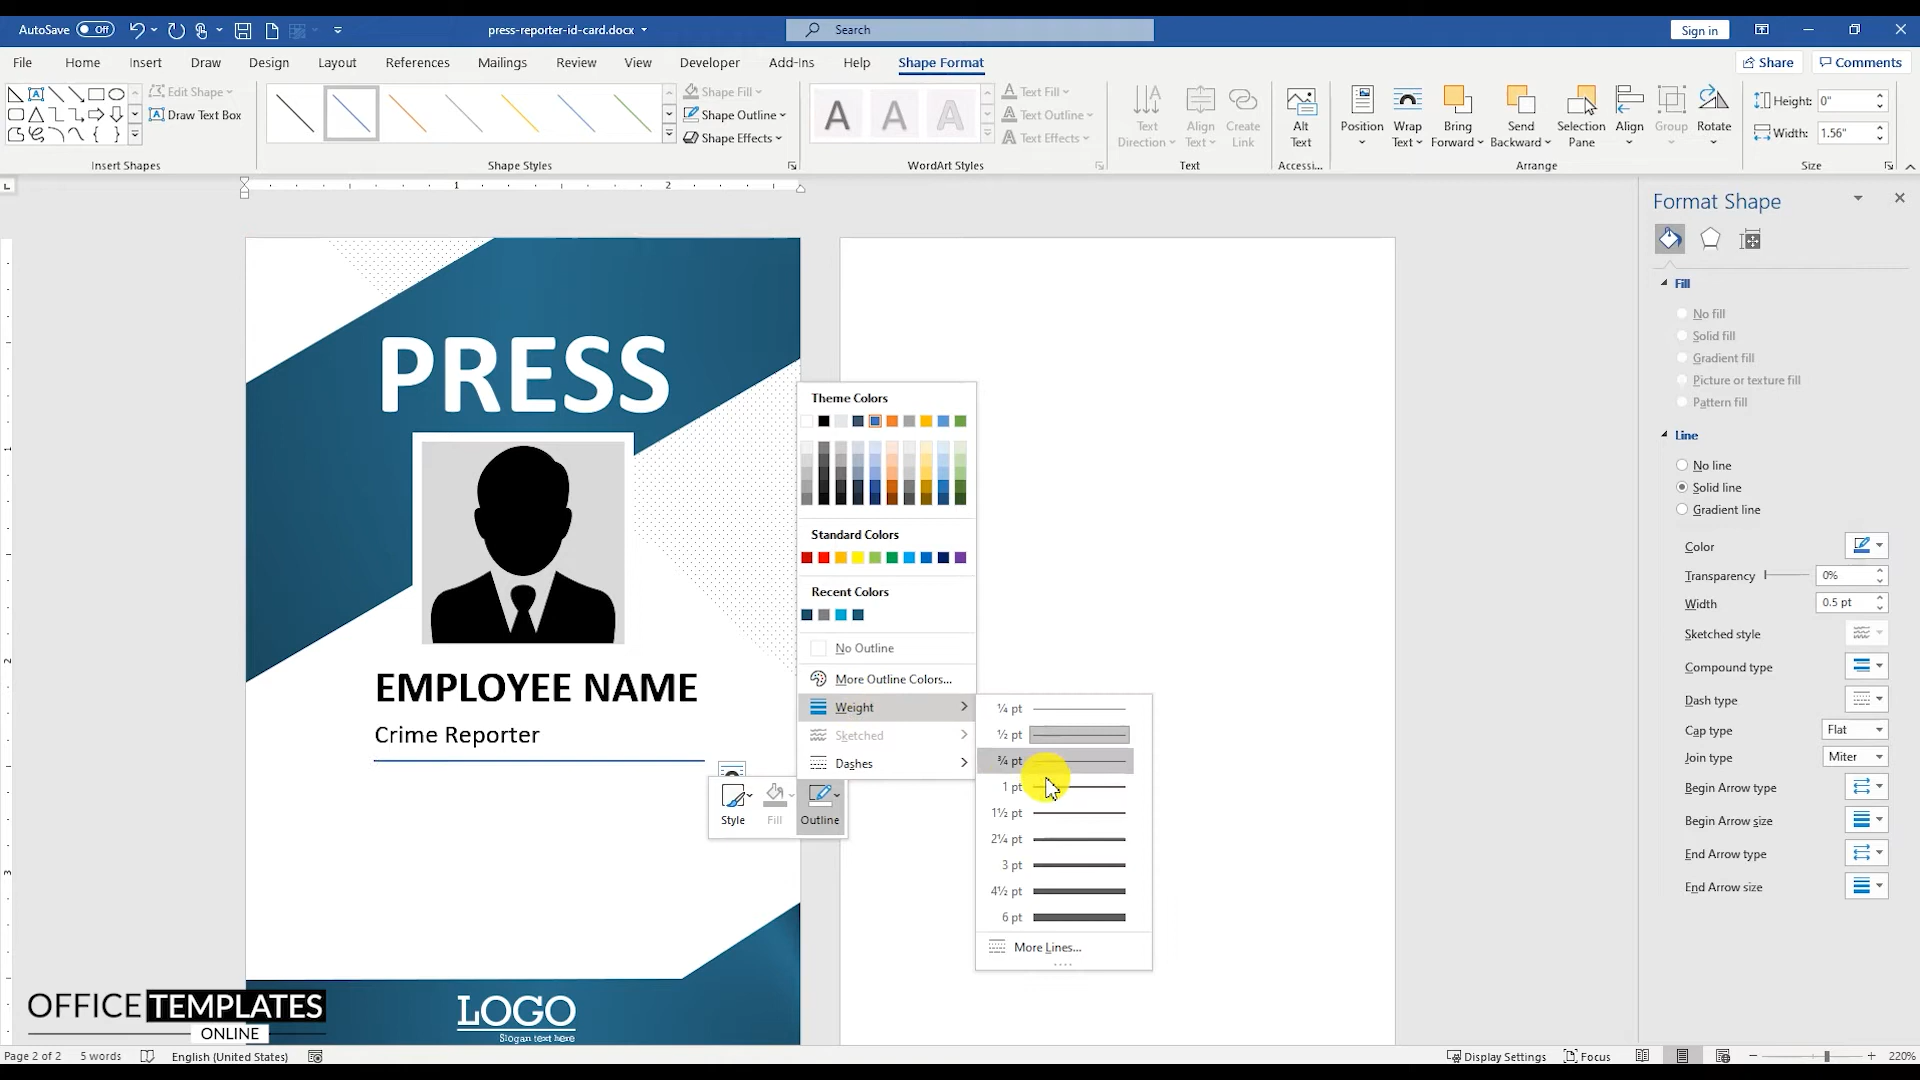 AutoSave Off
press-reporter-id-card.docx
Search
Sign in
File Home Insert Draw Design Layout References Mailings Review View Developer Add-Ins Help Shape Format
Share Comments
Edit Shape
Draw Text Box
Insert Shapes
Shape Fill
Shape Outline
Shape Effects
Shape Styles
A A A
Text Fill
Text Outline
Text Effects
WordArt Styles
Text Direction
Align Text
Create Link
Text
Alt Text
Accessi...
Position
Wrap Text
Bring Forward
Send Backward
Selection Pane
Align
Group
Rotate
Arrange
Height: 0"
Width: 1.56"
Size
1 2
1
2
3
PRESS
EMPLOYEE NAME
Crime Reporter
LOGO
Slogan text here
Theme Colors
Standard Colors
Recent Colors
No Outline
More Outline Colors...
Weight
Sketched
Dashes
Style Fill Outline
¼ pt
½ pt
¾ pt
1 pt
1½ pt
2¼ pt
3 pt
4½ pt
6 pt
More Lines...
Format Shape
Fill
No fill
Solid fill
Gradient fill
Picture or texture fill
Pattern fill
Line
No line
Solid line
Gradient line
Color
Transparency 0%
Width 0.5 pt
Sketched style
Compound type
Dash type
Cap type Flat
Join type Miter
Begin Arrow type
Begin Arrow size
End Arrow type
End Arrow size
OFFICE TEMPLATES
ONLINE
Page 2 of 2 5 words English (United States) Display Settings Focus 220%